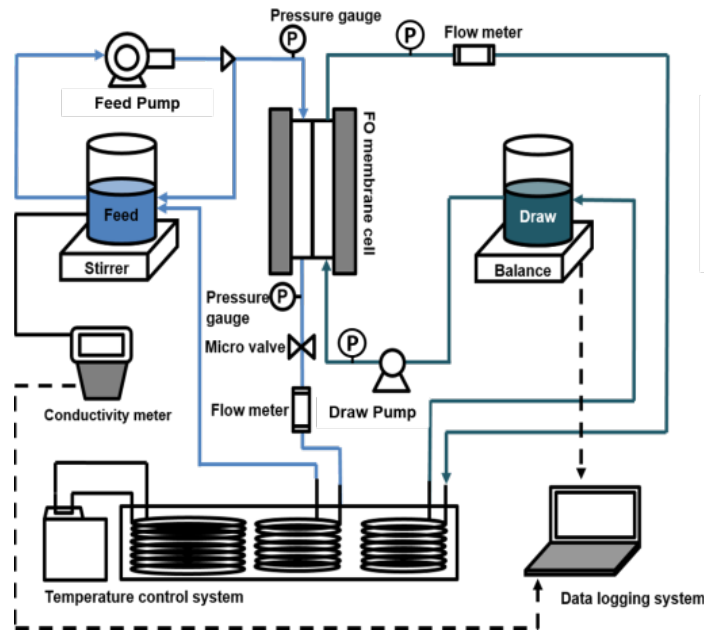 Pressure gauge
P
P
Flow meter
Feed Pump
FO membrane cell
Feed
Draw
Stirrer
Balance
Pressure
gauge
P
Micro valve
P
Conductivity meter
Flow meter
Draw Pump
Temperature control system
Data logging system